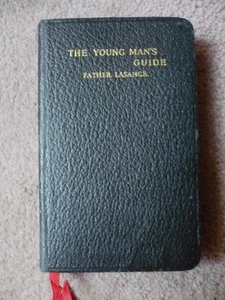 THE YOUNG MAN'S
GUIDE
FATHER LASANCE